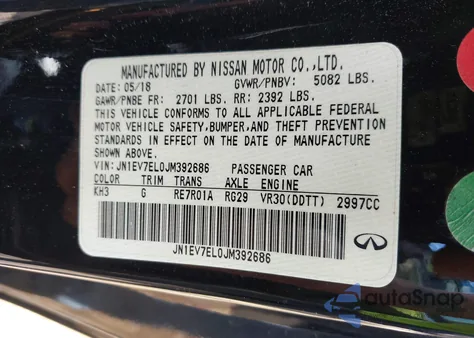 MANUFACTURED BY NISSAN MOTOR CO.,LTD.
DATE: 05/18 GVWR/PNBV: 5082 LBS.
GAWR/PNBE FR: 2701 LBS. RR: 2392 LBS.
THIS VEHICLE CONFORMS TO ALL APPLICABLE FEDERAL
MOTOR VEHICLE SAFETY,BUMPER,AND THEFT PREVENTION
STANDARDS IN EFFECT ON THE DATE OF MANUFACTURE
SHOWN ABOVE.
VIN: JN1EV7EL0JM392686 PASSENGER CAR
COLOR TRIM TRANS AXLE ENGINE
KH3 G RE7R01A RG29 VR30(DDTT) 2997CC
JN1EV7EL0JM392686
autoSnap